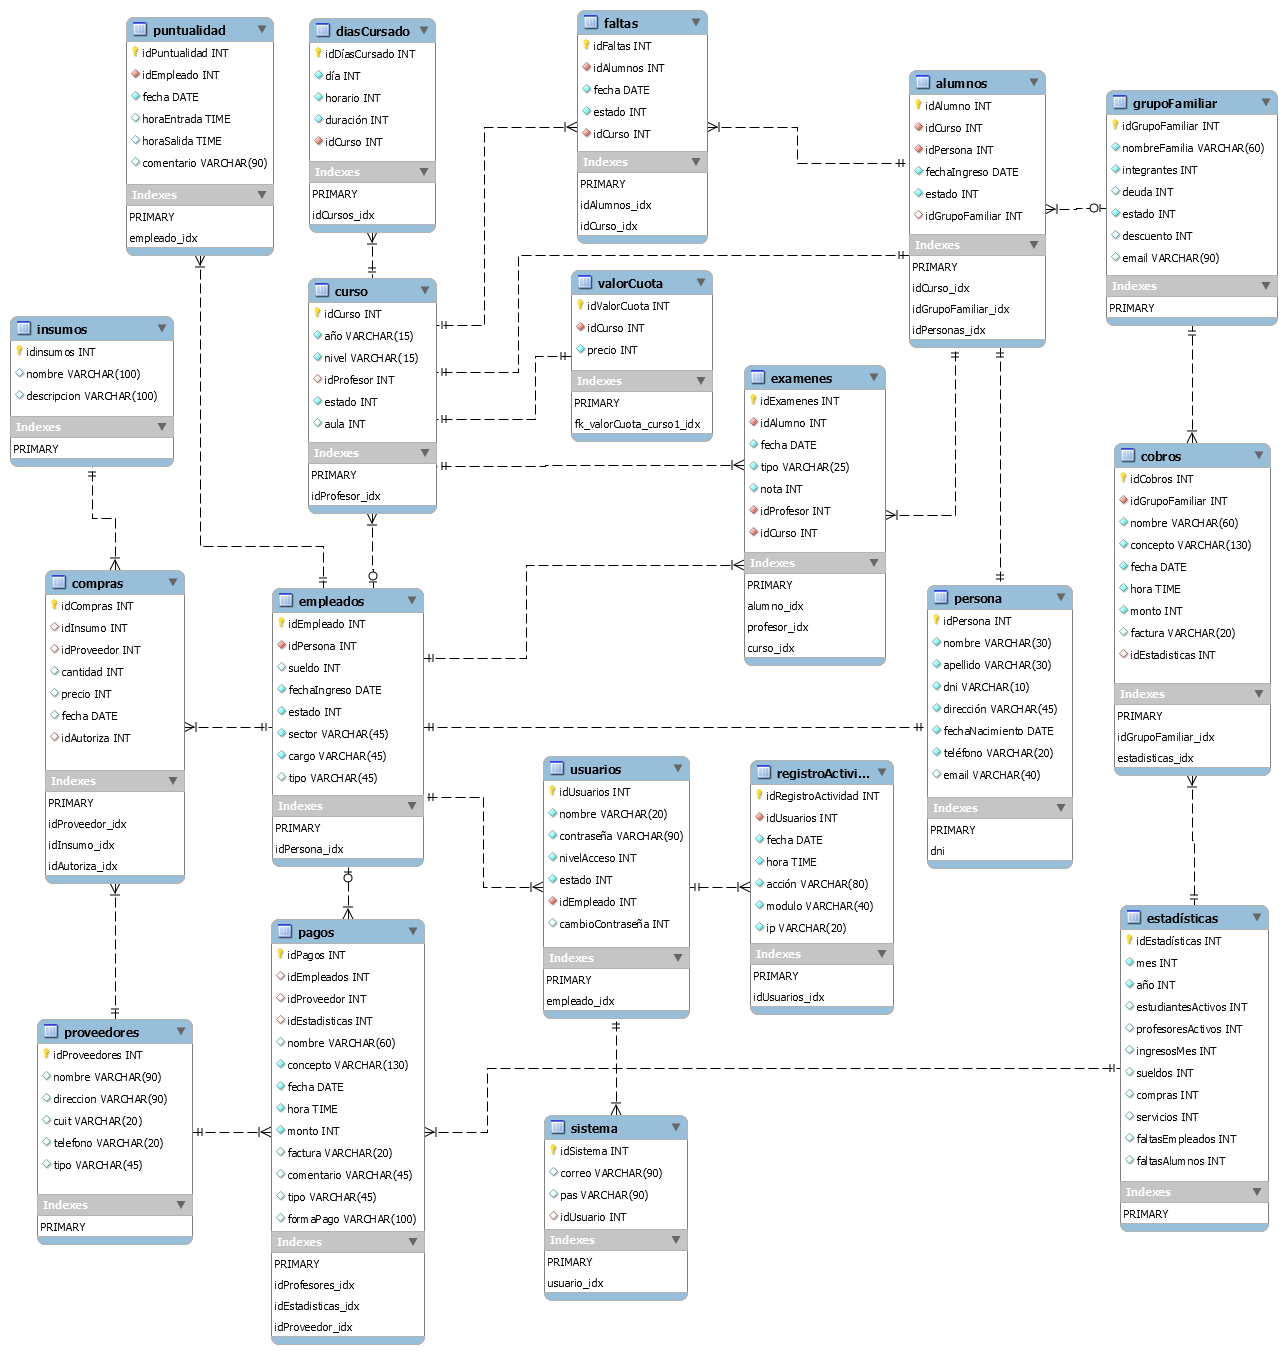 puntualidad
idPuntualidad INT
idEmpleado INT
fecha DATE
horaEntrada TIME
horaSalida TIME
comentario VARCHAR(90)
Indexes
PRIMARY
empleado_idx
diasCursado
idDíasCursado INT
día INT
horario INT
duración INT
idCurso INT
Indexes
PRIMARY
idCursos_idx
faltas
idFaltas INT
idAlumnos INT
fecha DATE
estado INT
idCurso INT
Indexes
PRIMARY
idAlumnos_idx
idCurso_idx
alumnos
idAlumno INT
idCurso INT
idPersona INT
fechaIngreso DATE
estado INT
idGrupoFamiliar INT
Indexes
PRIMARY
idCurso_idx
idGrupoFamiliar_idx
idPersonas_idx
grupoFamiliar
idGrupoFamiliar INT
nombreFamilia VARCHAR(60)
integrantes INT
deuda INT
estado INT
descuento INT
email VARCHAR(90)
Indexes
PRIMARY
insumos
idinsumos INT
nombre VARCHAR(100)
descripcion VARCHAR(100)
Indexes
PRIMARY
curso
idCurso INT
año VARCHAR(15)
nivel VARCHAR(15)
idProfesor INT
estado INT
aula INT
Indexes
PRIMARY
idProfesor_idx
valorCuota
idValorCuota INT
idCurso INT
precio INT
Indexes
PRIMARY
fk_valorCuota_curso1_idx
examenes
idExamenes INT
idAlumno INT
fecha DATE
tipo VARCHAR(25)
nota INT
idProfesor INT
idCurso INT
Indexes
PRIMARY
alumno_idx
profesor_idx
curso_idx
cobros
idCobros INT
idGrupoFamiliar INT
nombre VARCHAR(60)
concepto VARCHAR(130)
fecha DATE
hora TIME
monto INT
factura VARCHAR(20)
idEstadisticas INT
Indexes
PRIMARY
idGrupoFamiliar_idx
estadisticas_idx
compras
idCompras INT
idInsumo INT
idProveedor INT
cantidad INT
precio INT
fecha DATE
idAutoriza INT
Indexes
PRIMARY
idProveedor_idx
idInsumo_idx
idAutoriza_idx
empleados
idEmpleado INT
idPersona INT
sueldo INT
fechaIngreso DATE
estado INT
sector VARCHAR(45)
cargo VARCHAR(45)
tipo VARCHAR(45)
Indexes
PRIMARY
idPersona_idx
persona
idPersona INT
nombre VARCHAR(30)
apellido VARCHAR(30)
dni VARCHAR(10)
dirección VARCHAR(45)
fechaNacimiento DATE
teléfono VARCHAR(20)
email VARCHAR(40)
Indexes
PRIMARY
dni
usuarios
idUsuarios INT
nombre VARCHAR(20)
contraseña VARCHAR(90)
nivelAcceso INT
estado INT
idEmpleado INT
cambioContraseña INT
Indexes
PRIMARY
empleado_idx
registroActivi...
idRegistroActividad INT
idUsuarios INT
fecha DATE
hora TIME
acción VARCHAR(80)
modulo VARCHAR(40)
ip VARCHAR(20)
Indexes
PRIMARY
idUsuarios_idx
estadísticas
idEstadísticas INT
mes INT
año INT
estudiantesActivos INT
profesoresActivos INT
ingresosMes INT
sueldos INT
compras INT
servicios INT
faltasEmpleados INT
faltasAlumnos INT
Indexes
PRIMARY
pagos
idPagos INT
idEmpleados INT
idProveedor INT
idEstadisticas INT
nombre VARCHAR(60)
concepto VARCHAR(130)
fecha DATE
hora TIME
monto INT
factura VARCHAR(20)
comentario VARCHAR(45)
tipo VARCHAR(45)
formaPago VARCHAR(100)
Indexes
PRIMARY
idProfesores_idx
idEstadisticas_idx
idProveedor_idx
proveedores
idProveedores INT
nombre VARCHAR(90)
direccion VARCHAR(90)
cuit VARCHAR(20)
telefono VARCHAR(20)
tipo VARCHAR(45)
Indexes
PRIMARY
sistema
idSistema INT
correo VARCHAR(90)
pas VARCHAR(90)
idUsuario INT
Indexes
PRIMARY
usuario_idx